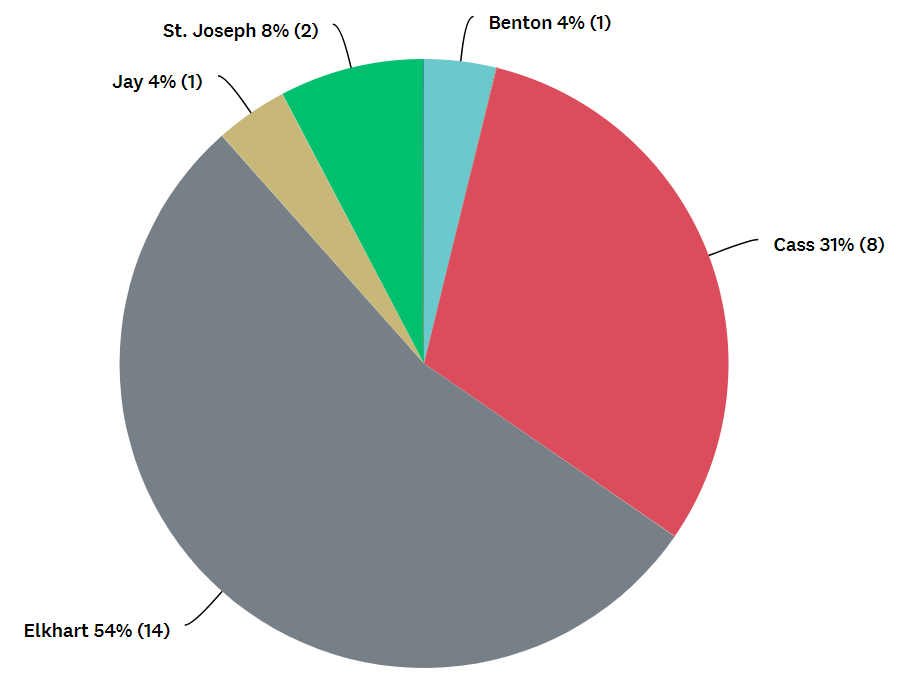 Benton 4% (1)
St. Joseph 8% (2)
Jay 4% (1)
Cass 31% (8)
Elkhart 54% (14)